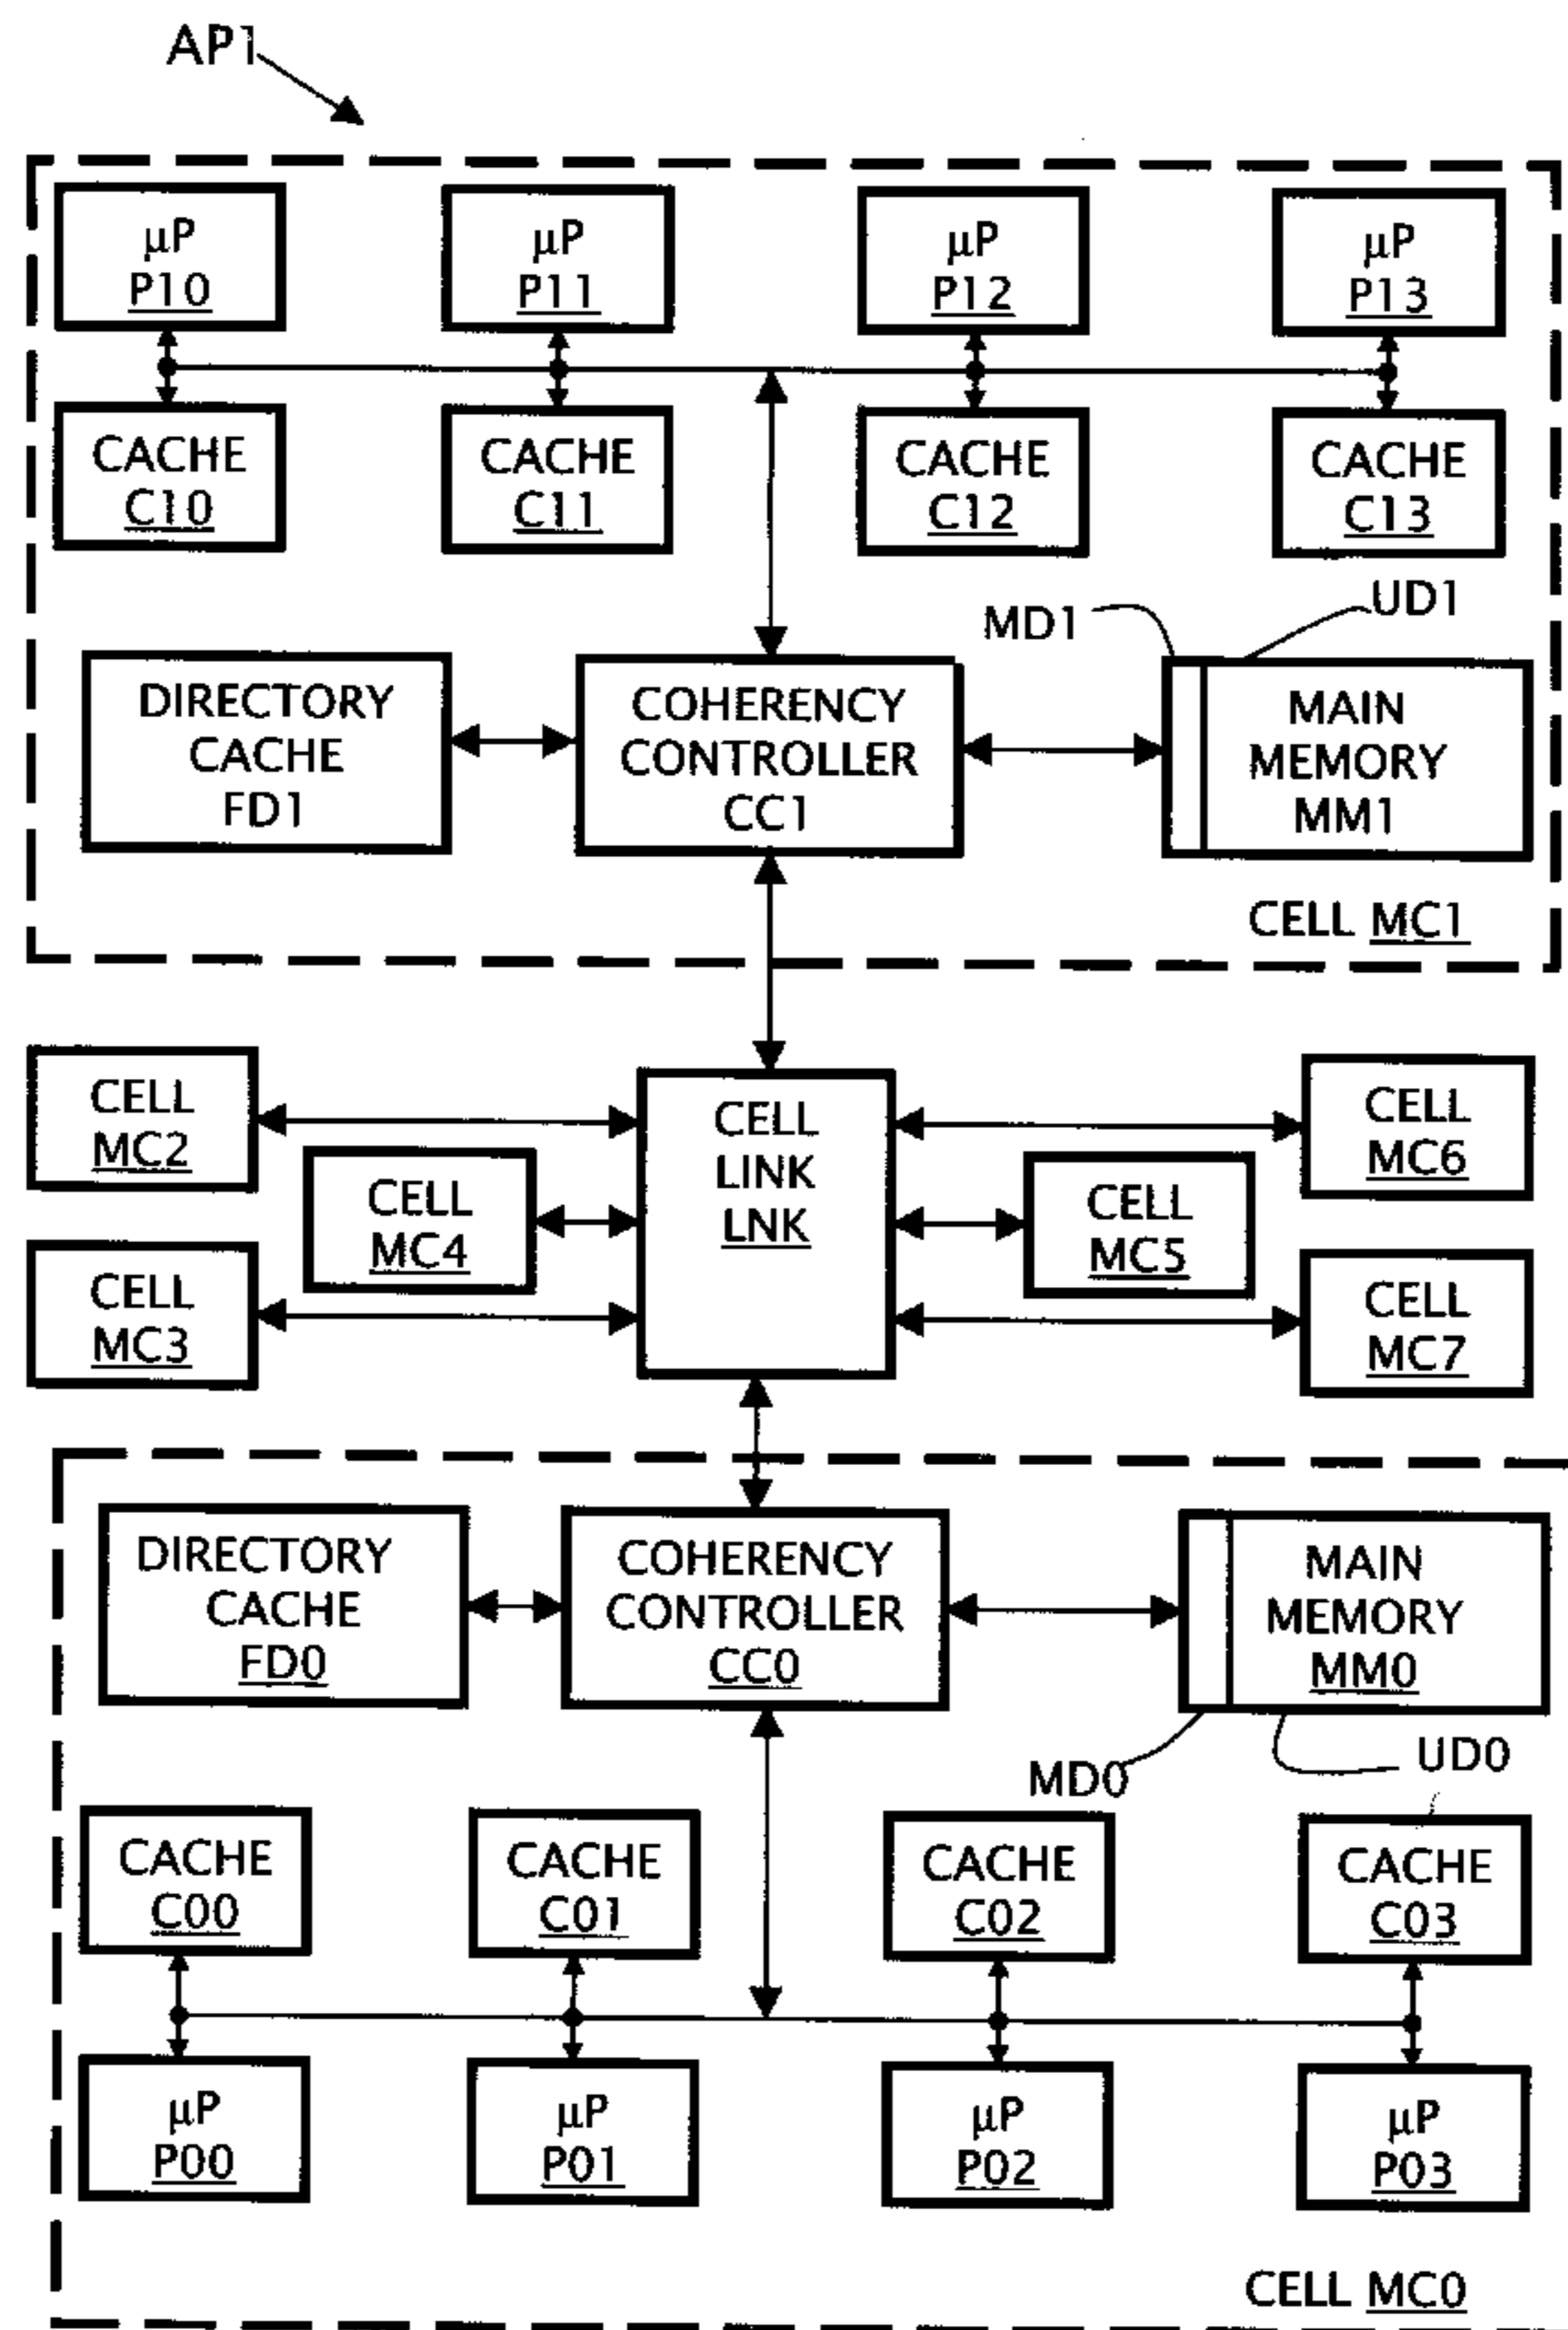 AP1
µP
P10
µP
P11
µP
P12
µP
P13
CACHE
C10
CACHE
C11
CACHE
C12
CACHE
C13
MD1
UD1
DIRECTORY
CACHE
FD1
COHERENCY
CONTROLLER
CC1
MAIN
MEMORY
MM1
CELL MC1
CELL
MC2
CELL
MC4
CELL
MC3
CELL
LINK
LNK
CELL
MC6
CELL
MC5
CELL
MC7
DIRECTORY
CACHE
FD0
COHERENCY
CONTROLLER
CC0
MAIN
MEMORY
MM0
MD0
UD0
CACHE
C00
CACHE
C01
CACHE
C02
CACHE
C03
µP
P00
µP
P01
µP
P02
µP
P03
CELL MC0